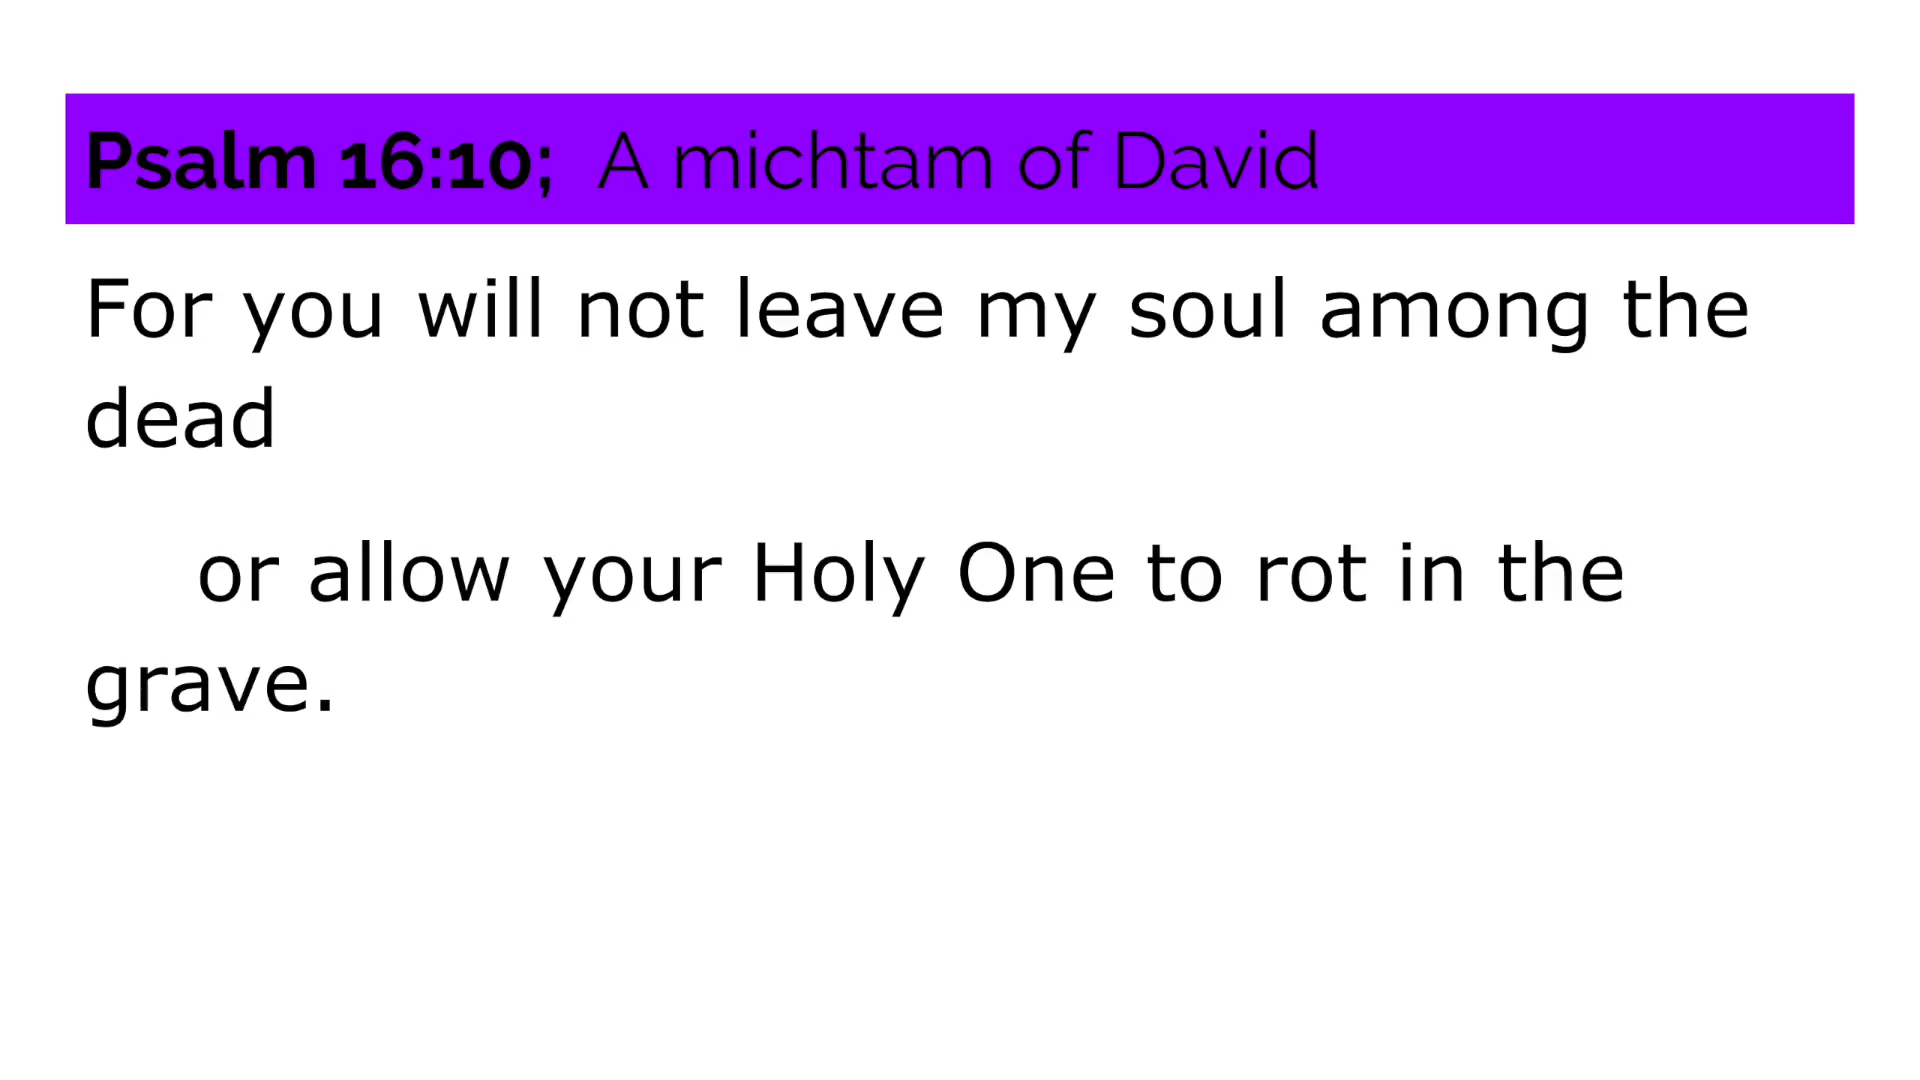 Psalm 16:10; A michtam of David
For you will not leave my soul among the
dead
or allow your Holy One to rot in the
grave.